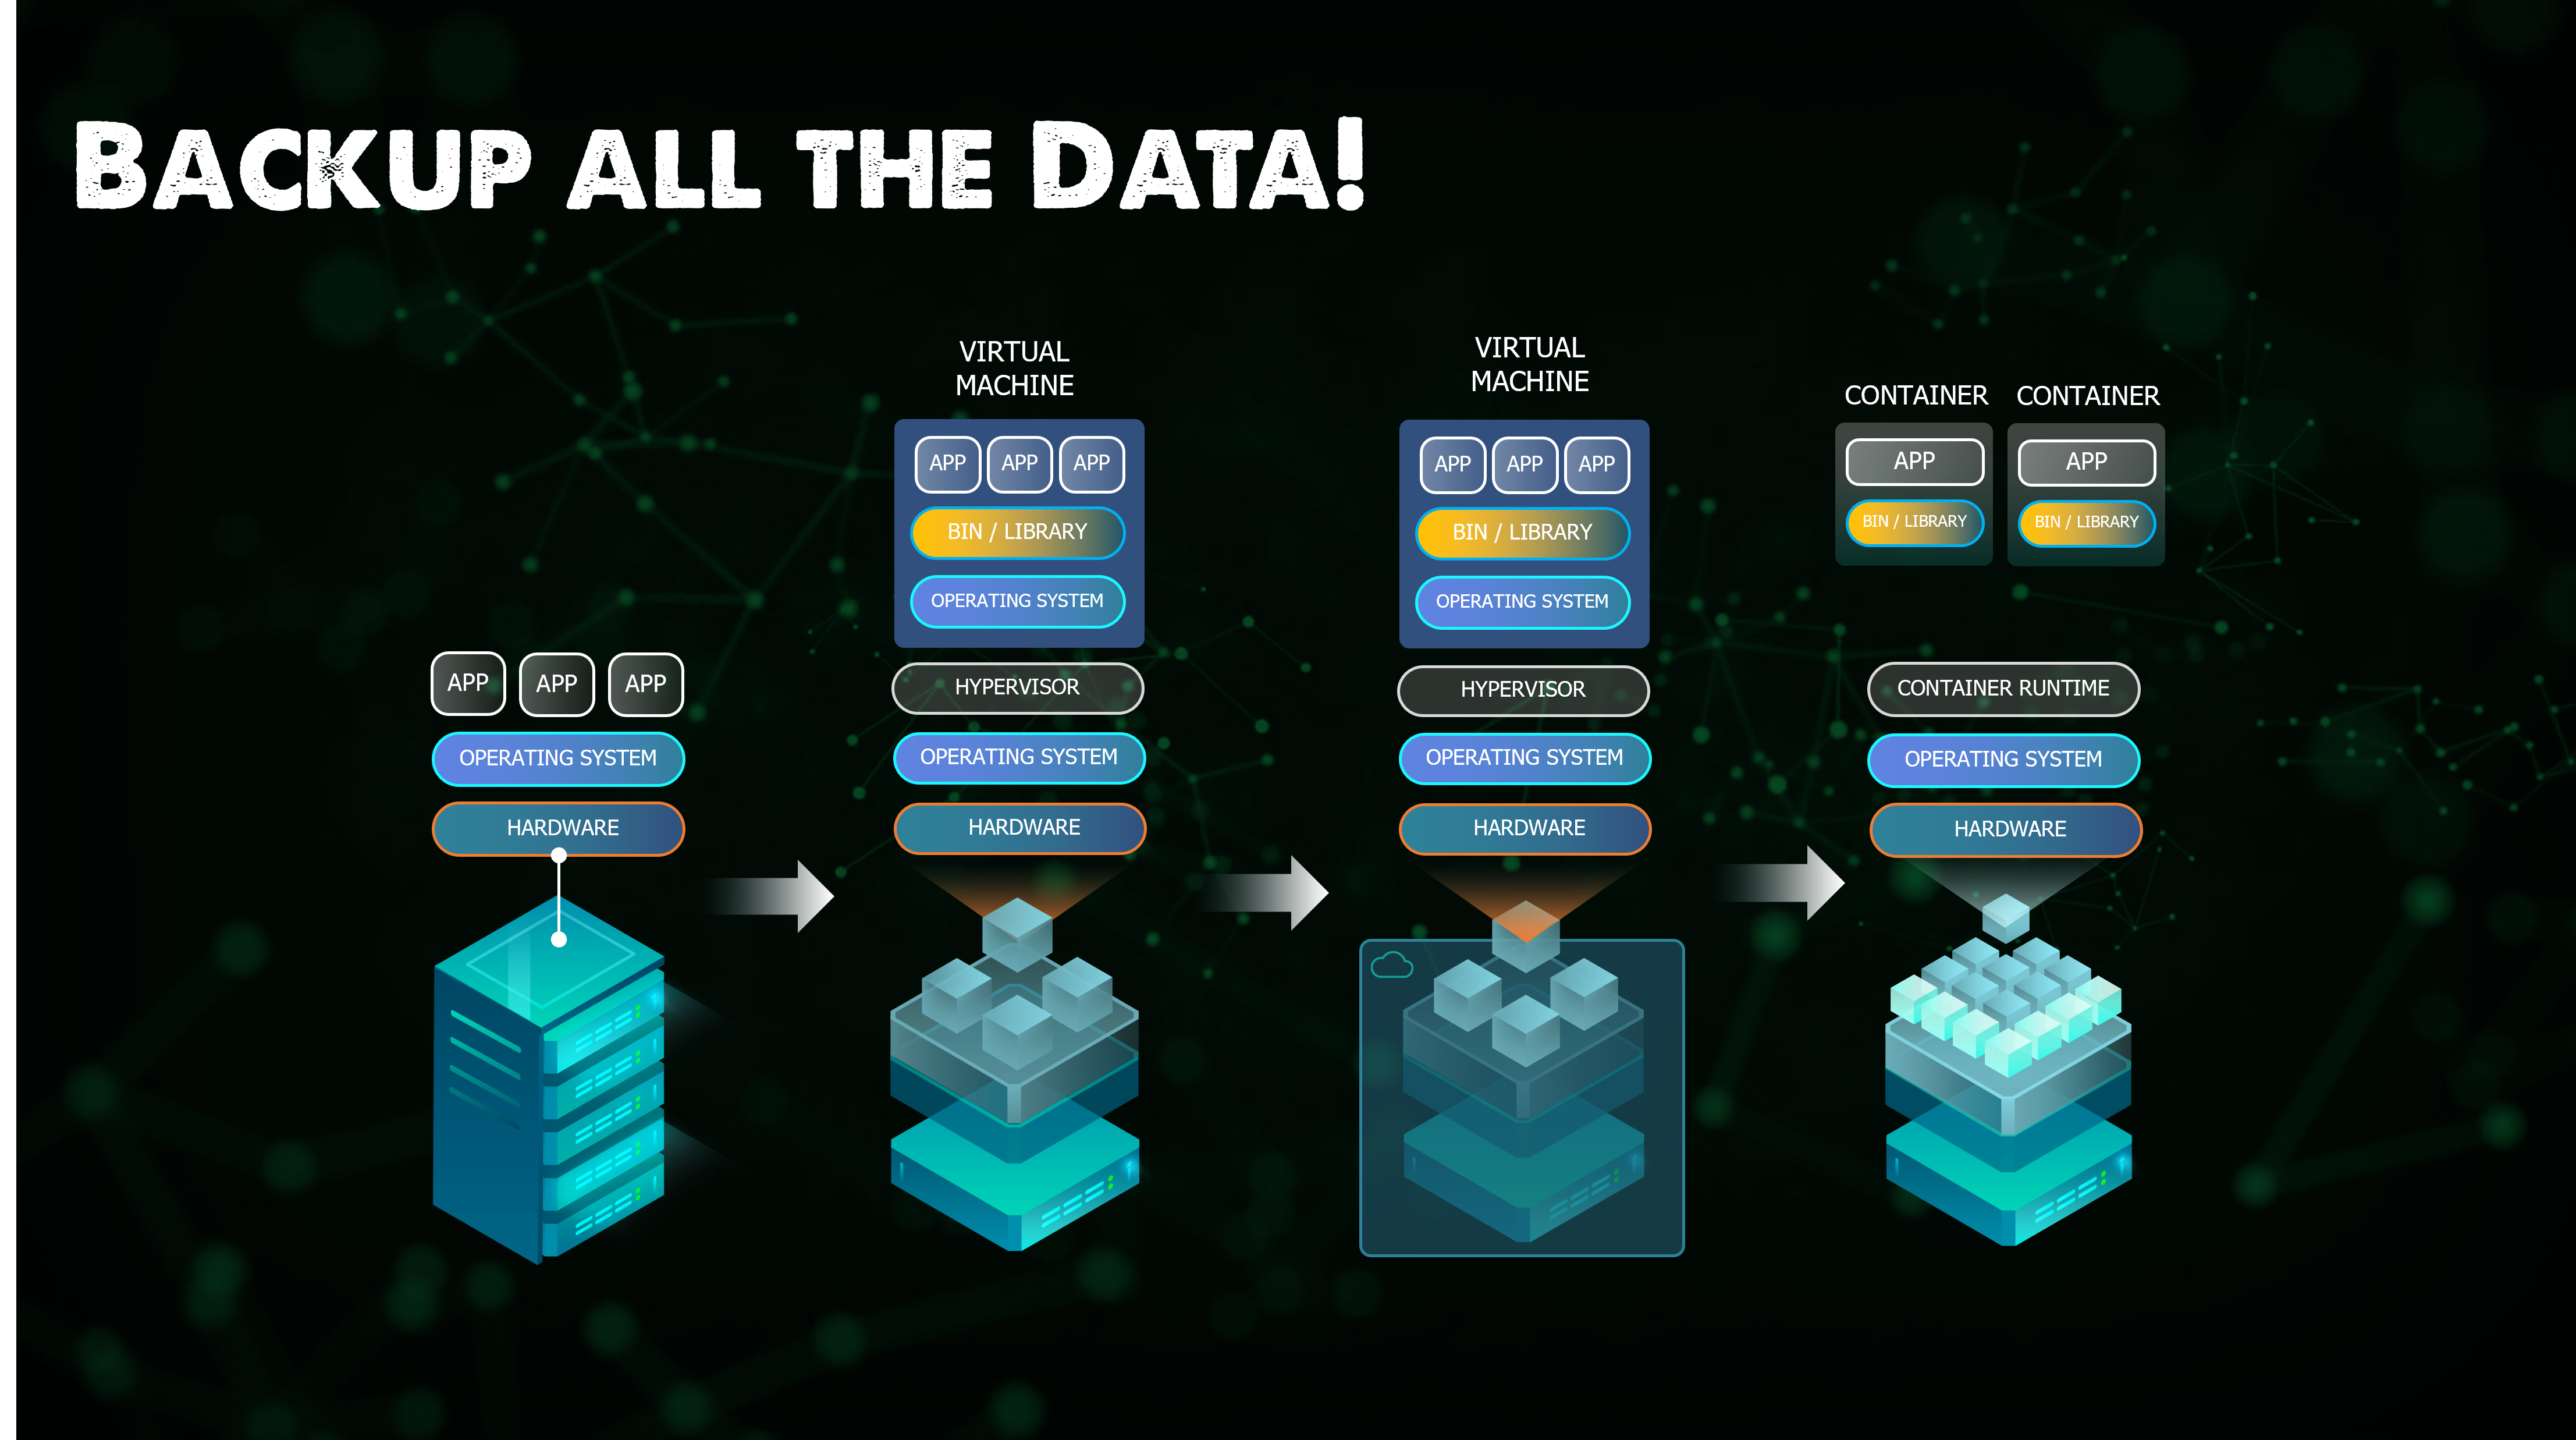 BACKUP ALL THE DATA!
APP APP APP
OPERATING SYSTEM
HARDWARE
VIRTUAL
MACHINE
APP APP APP
BIN / LIBRARY
OPERATING SYSTEM
HYPERVISOR
OPERATING SYSTEM
HARDWARE
VIRTUAL
MACHINE
APP APP APP
BIN / LIBRARY
OPERATING SYSTEM
HYPERVISOR
OPERATING SYSTEM
HARDWARE
CONTAINER
APP
BIN / LIBRARY
CONTAINER
APP
BIN / LIBRARY
CONTAINER RUNTIME
OPERATING SYSTEM
HARDWARE